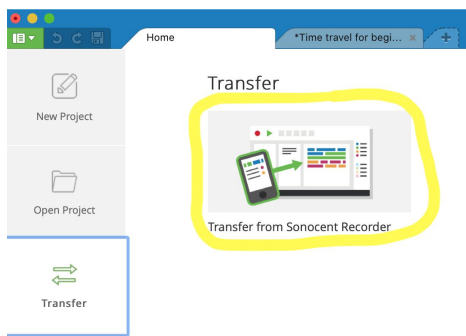 Home
*Time travel for begi...
Transfer
New Project
Open Project
Transfer from Sonocent Recorder
Transfer